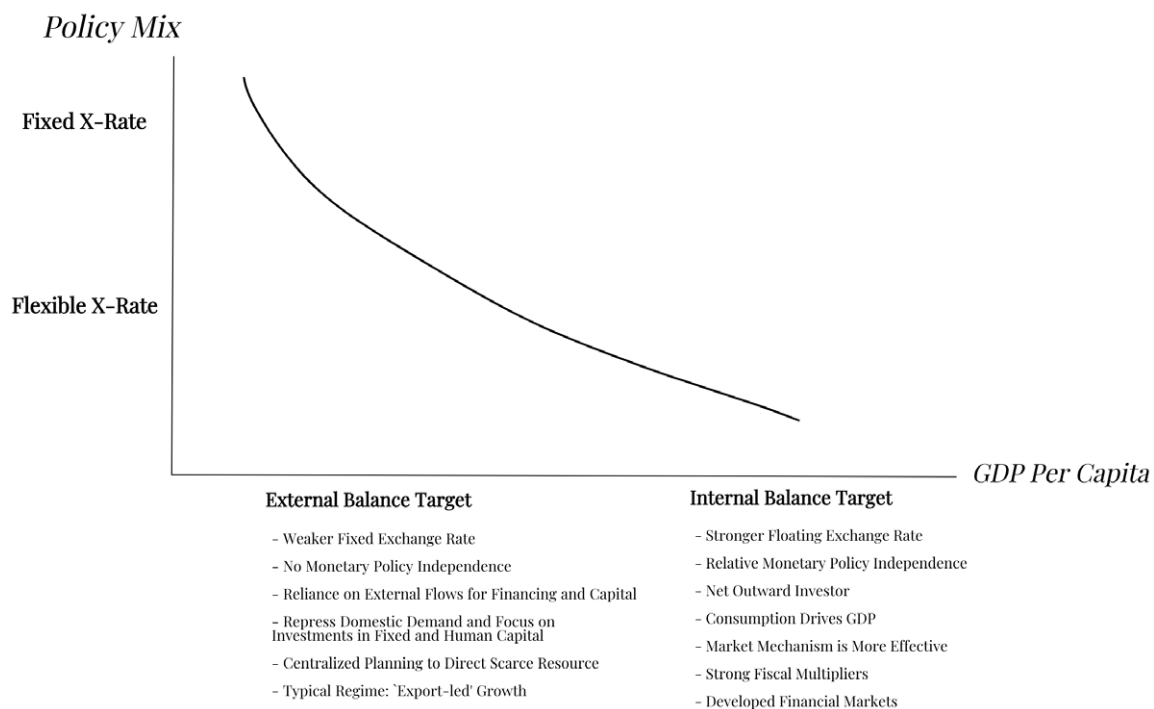 Policy Mix
Fixed X-Rate
Flexible X-Rate
GDP Per Capita
External Balance Target
- Weaker Fixed Exchange Rate
- No Monetary Policy Independence
- Reliance on External Flows for Financing and Capital
- Repress Domestic Demand and Focus on
Investments in Fixed and Human Capital
- Centralized Planning to Direct Scarce Resource
- Typical Regime: `Export-led' Growth
Internal Balance Target
- Stronger Floating Exchange Rate
- Relative Monetary Policy Independence
- Net Outward Investor
- Consumption Drives GDP
- Market Mechanism is More Effective
- Strong Fiscal Multipliers
- Developed Financial Markets